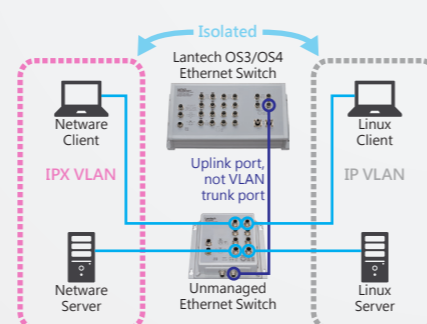 Isolated
Lantech OS3/OS4
Ethernet Switch
Netware
Client
Linux
Client
IPX VLAN
Uplink port,
not VLAN
trunk port
IP VLAN
Netware
Server
Unmanaged
Ethernet Switch
Linux
Server